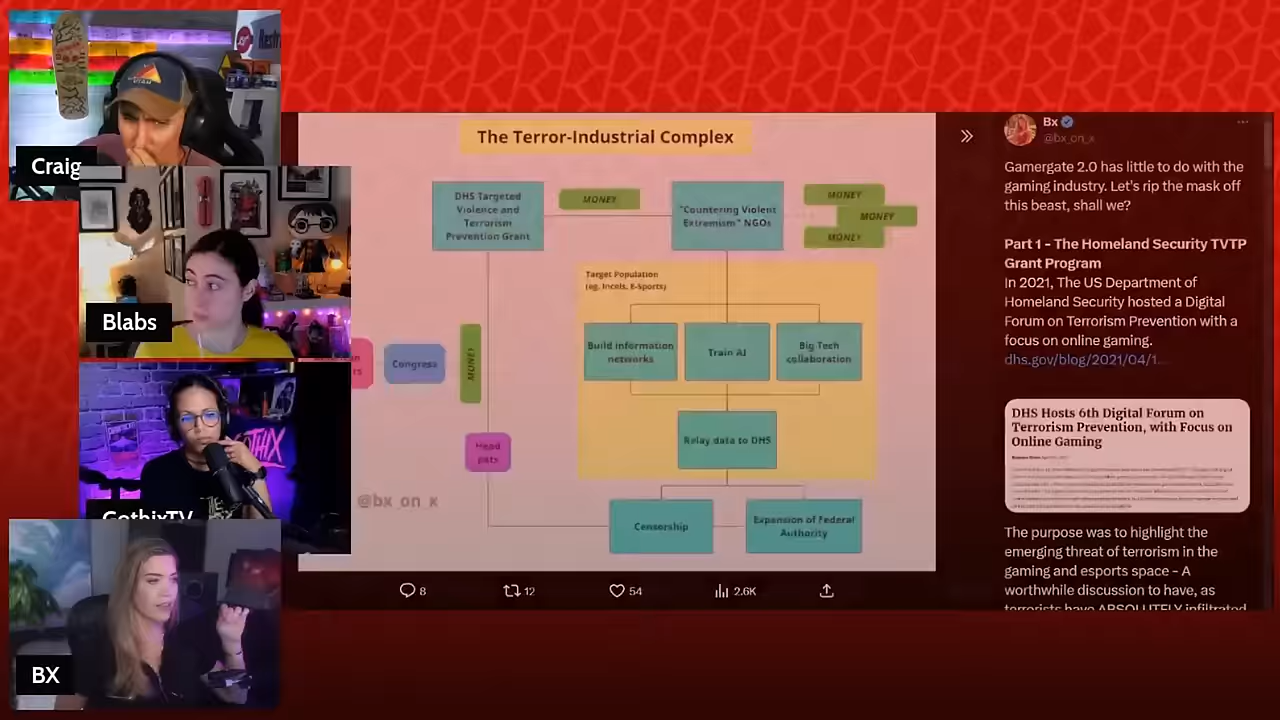 Craig
Blabs
GothixTV
BX
The Terror-Industrial Complex
DHS Targeted
Violence and
Terrorism
Prevention Grant
MONEY
"Countering Violent
Extremism" NGOs
MONEY
MONEY
MONEY
Target Population
(eg. Incels, E-Sports)
Build information
networks
Train AI
Big Tech
collaboration
Congress
MONEY
Relay data to DHS
Head
pats
@bx_on_x
Censorship
Expansion of Federal
Authority
8
12
54
2.6K
Bx
@bx_on_x
Gamergate 2.0 has little to do with the
gaming industry. Let's rip the mask off
this beast, shall we?
Part 1 - The Homeland Security TVTP
Grant Program
In 2021, The US Department of
Homeland Security hosted a Digital
Forum on Terrorism Prevention with a
focus on online gaming.
dhs.gov/blog/2021/04/1...
DHS Hosts 6th Digital Forum on
Terrorism Prevention, with Focus on
Online Gaming
The purpose was to highlight the
emerging threat of terrorism in the
gaming and esports space - A
worthwhile discussion to have, as
terrorists have ABSOLUTELY infiltrated